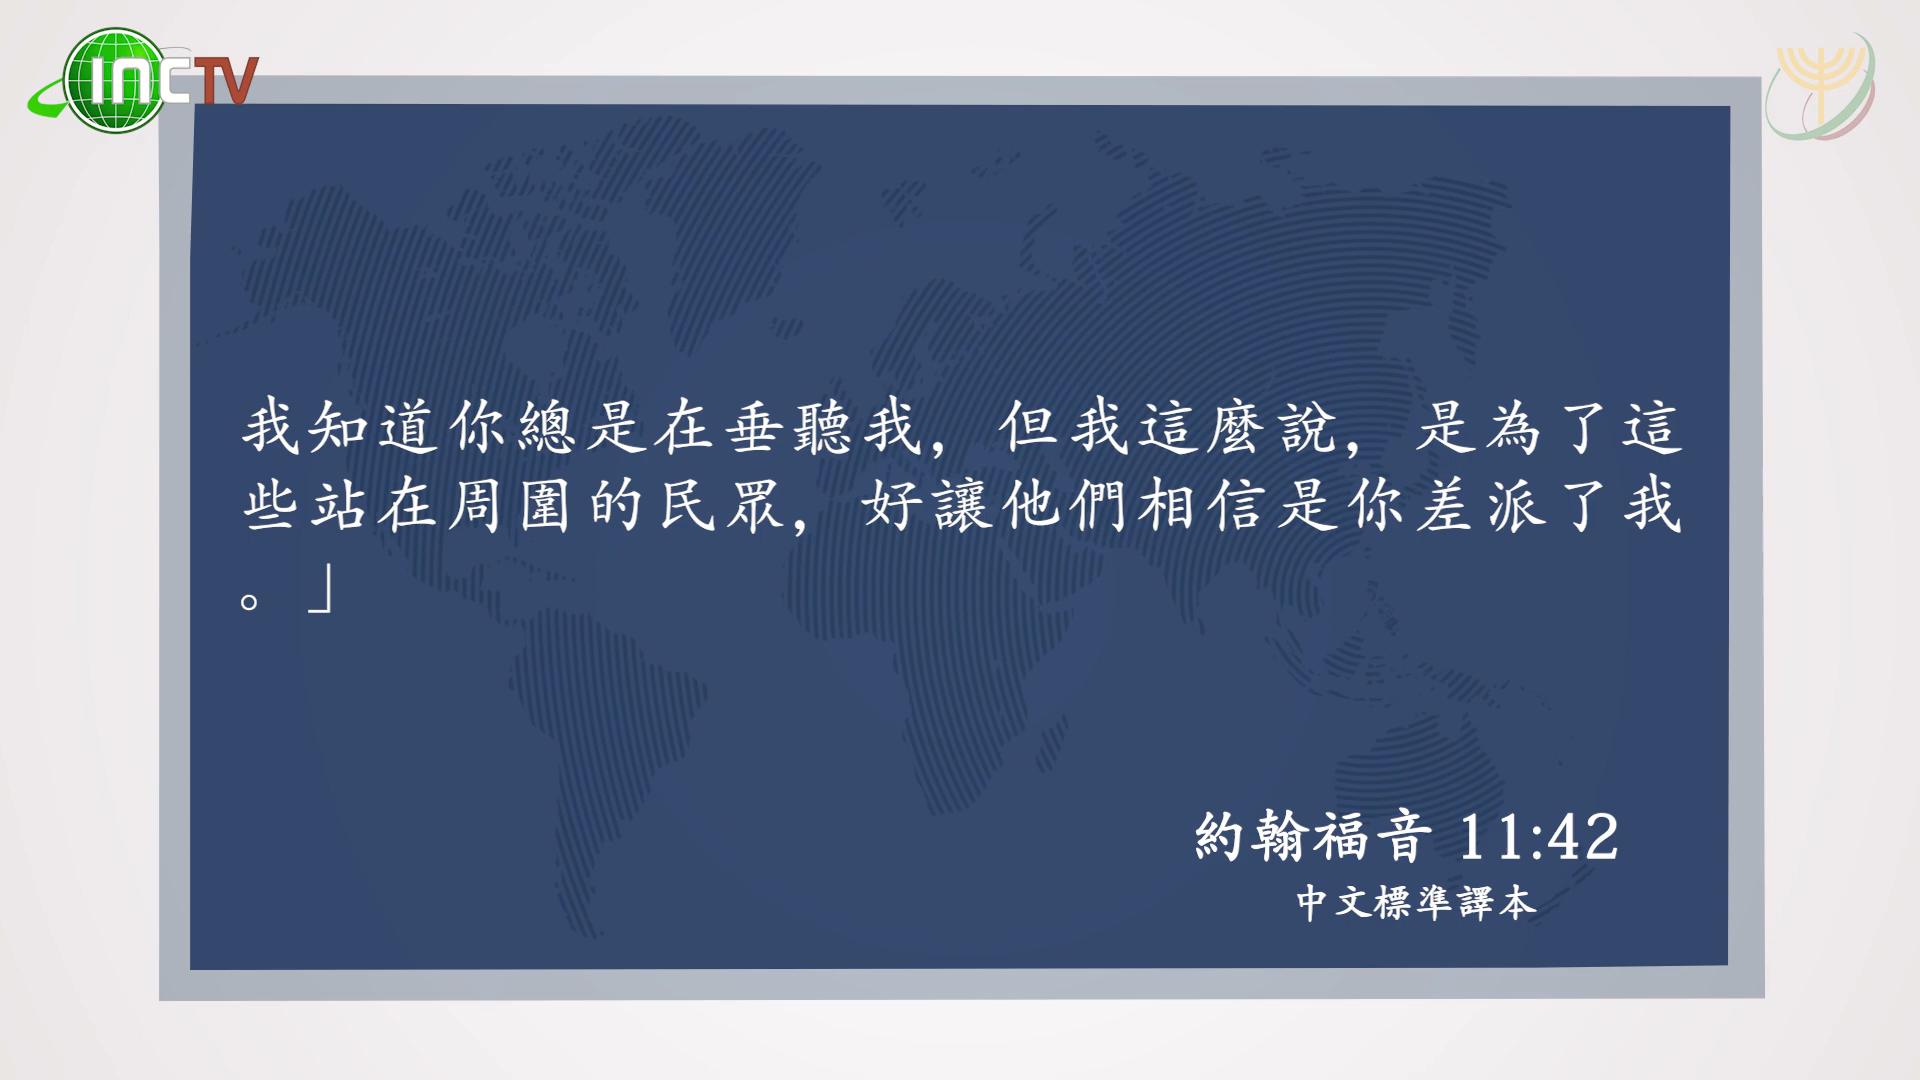 INCTV
我知道你總是在垂聽我，但我這麼說，是為了這
些站在周圍的民眾，好讓他們相信是你差派了我
。」
約翰福音 11:42
中文標準譯本